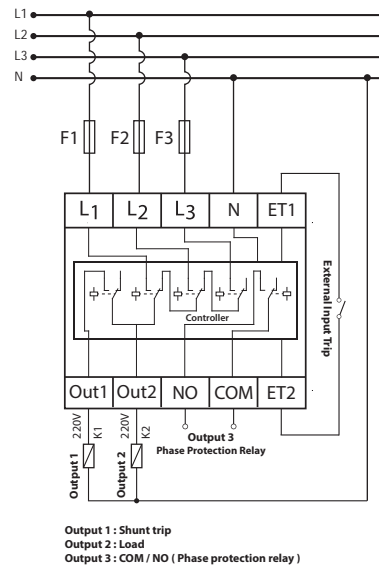 L1
L2
L3
N
F1 F2 F3
L1 L2 L3 N ET1
External Input Trip
Controller
Out1 Out2 NO COM ET2
220V K1 220V K2
Output 1 Output 2
Output 3
Phase Protection Relay
Output 1 : Shunt trip
Output 2 : Load
Output 3 : COM / NO ( Phase protection relay )